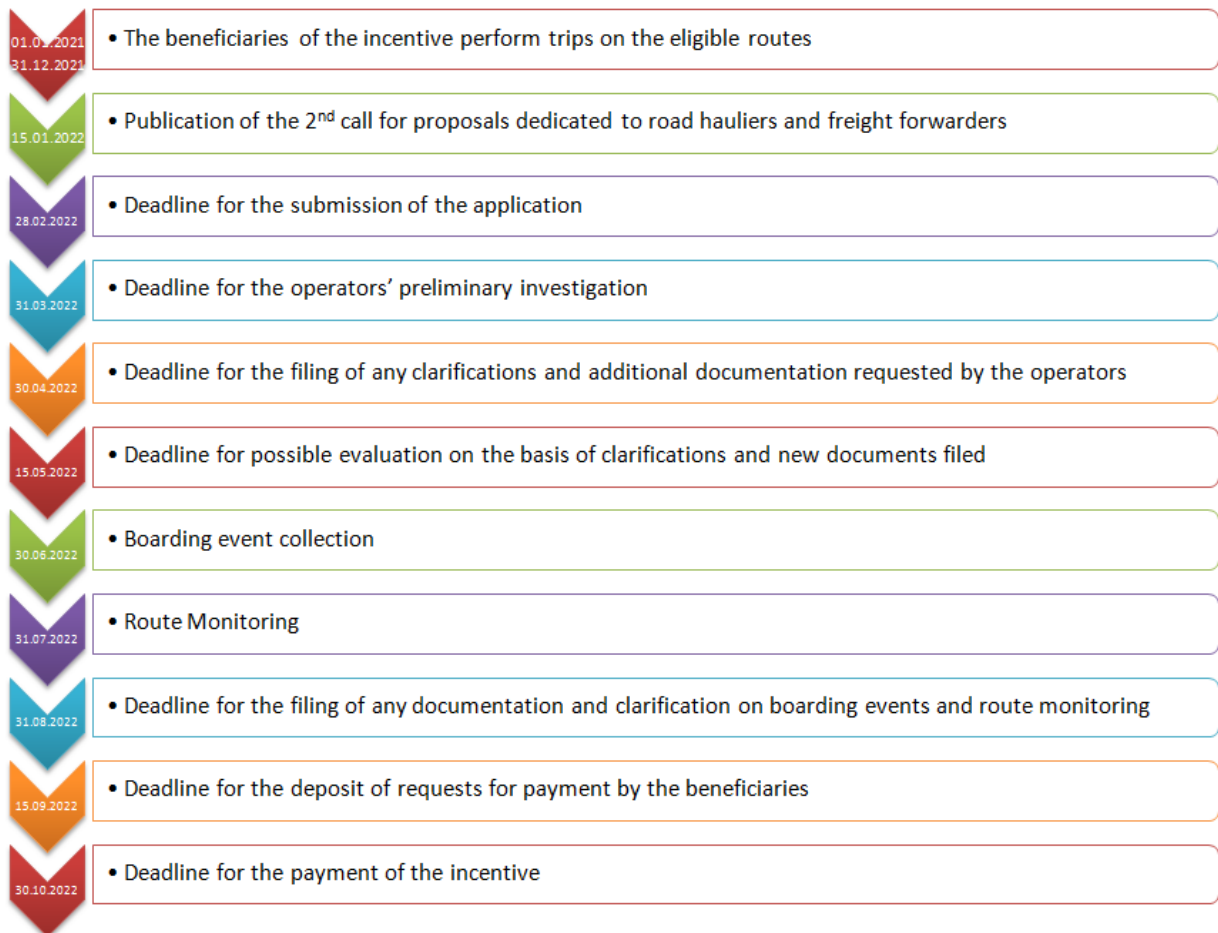 01.01.2021
31.12.2021
• The beneficiaries of the incentive perform trips on the eligible routes
15.01.2022
• Publication of the 2nd call for proposals dedicated to road hauliers and freight forwarders
28.02.2022
• Deadline for the submission of the application
31.03.2022
• Deadline for the operators’ preliminary investigation
30.04.2022
• Deadline for the filing of any clarifications and additional documentation requested by the operators
15.05.2022
• Deadline for possible evaluation on the basis of clarifications and new documents filed
30.06.2022
• Boarding event collection
31.07.2022
• Route Monitoring
31.08.2022
• Deadline for the filing of any documentation and clarification on boarding events and route monitoring
15.09.2022
• Deadline for the deposit of requests for payment by the beneficiaries
30.10.2022
• Deadline for the payment of the incentive